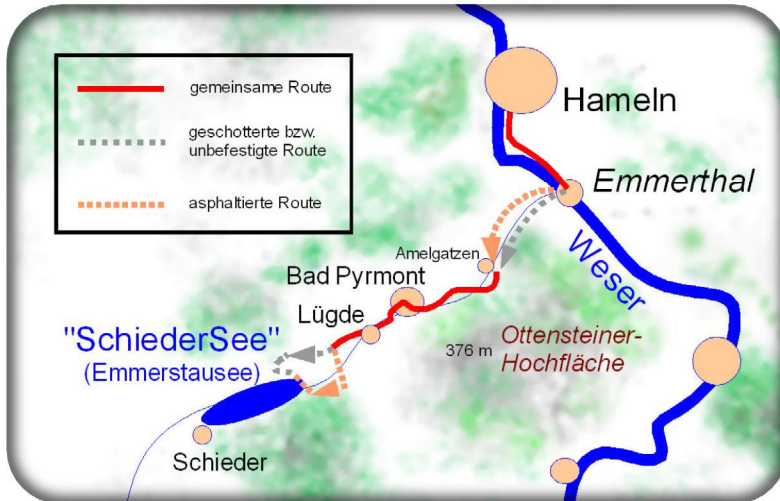 gemeinsame Route
geschotterte bzw.
unbefestigte Route
asphaltierte Route
Hameln
Emmerthal
Weser
Amelgatzen
Bad Pyrmont
Lügde
"SchiederSee"
(Emmerstausee)
376 m
Ottensteiner-
Hochfläche
Schieder